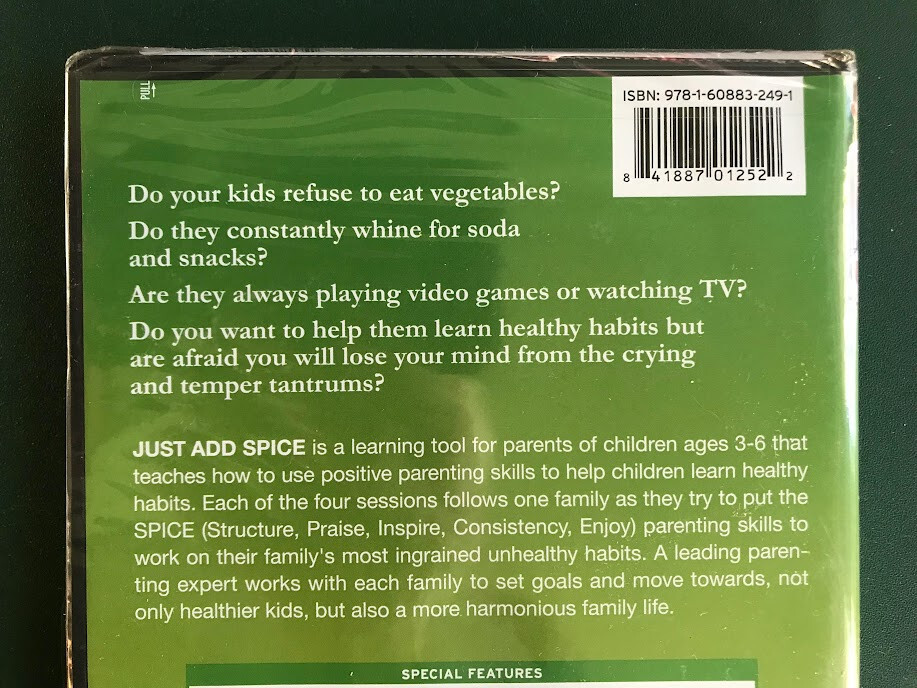 PULL
ISBN: 978-1-60883-249-1
8 41887 01252 2
Do your kids refuse to eat vegetables?
Do they constantly whine for soda
and snacks?
Are they always playing video games or watching TV?
Do you want to help them learn healthy habits but
are afraid you will lose your mind from the crying
and temper tantrums?
JUST ADD SPICE is a learning tool for parents of children ages 3-6 that
teaches how to use positive parenting skills to help children learn healthy
habits. Each of the four sessions follows one family as they try to put the
SPICE (Structure, Praise, Inspire, Consistency, Enjoy) parenting skills to
work on their family's most ingrained unhealthy habits. A leading paren-
ting expert works with each family to set goals and move towards, not
only healthier kids, but also a more harmonious family life.
SPECIAL FEATURES